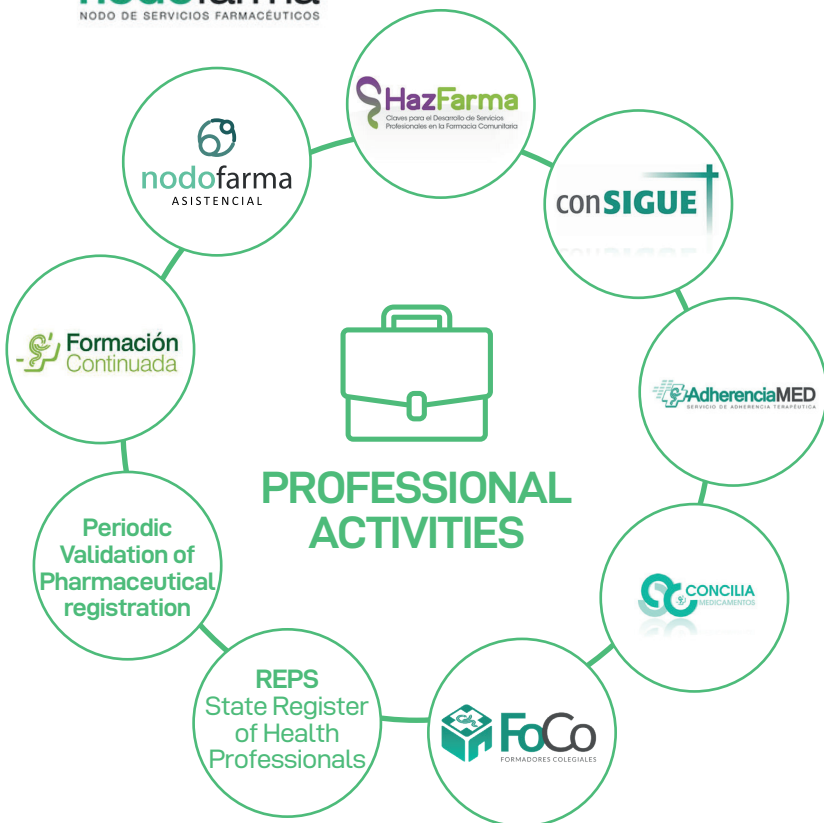 nodofarma
NODO DE SERVICIOS FARMACÉUTICOS
HazFarma
Claves para el Desarrollo de Servicios
Profesionales en la Farmacia Comunitaria
nodofarma
ASISTENCIAL
conSIGUE
Formación
Continuada
AdherenciaMED
SERVICIO DE ADHERENCIA TERAPÉUTICA
PROFESSIONAL
ACTIVITIES
Periodic
Validation of
Pharmaceutical
registration
CONCILIA
MEDICAMENTOS
REPS
State Register
of Health
Professionals
FoCo
FORMADORES COLEGIALES